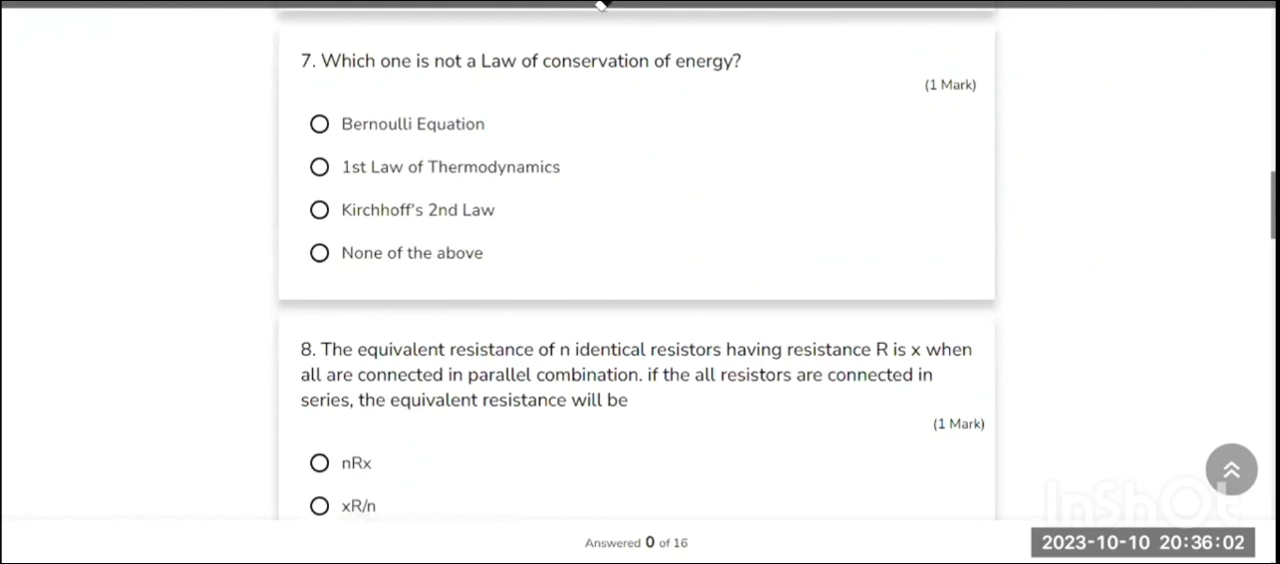 7. Which one is not a Law of conservation of energy?
(1 Mark)
Bernoulli Equation
1st Law of Thermodynamics
Kirchhoff's 2nd Law
None of the above
8. The equivalent resistance of n identical resistors having resistance R is x when
all are connected in parallel combination. if the all resistors are connected in
series, the equivalent resistance will be
(1 Mark)
nRx
xR/n
InShOt
Answered 0 of 16
2023-10-10 20:36:02